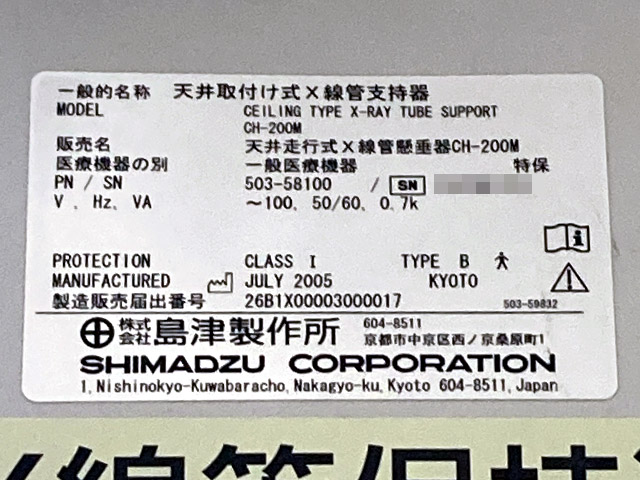 一般的名称 天井取付け式X線管支持器
MODEL CEILING TYPE X-RAY TUBE SUPPORT
CH-200M
販売名 天井走行式X線管懸垂器CH-200M
医療機器の別 一般医療機器 特保
PN / SN 503-58100 / SN
V, Hz, VA ～100, 50/60, 0.7k
PROTECTION CLASS I TYPE B
MANUFACTURED JULY 2005 KYOTO
製造販売届出番号 26B1X00003000017
503-59832
株式会社 島津製作所 604-8511
京都市中京区西ノ京桑原町1
SHIMADZU CORPORATION
1, Nishinokyo-Kuwabaracho, Nakagyo-ku, Kyoto 604-8511, Japan
X線管保持